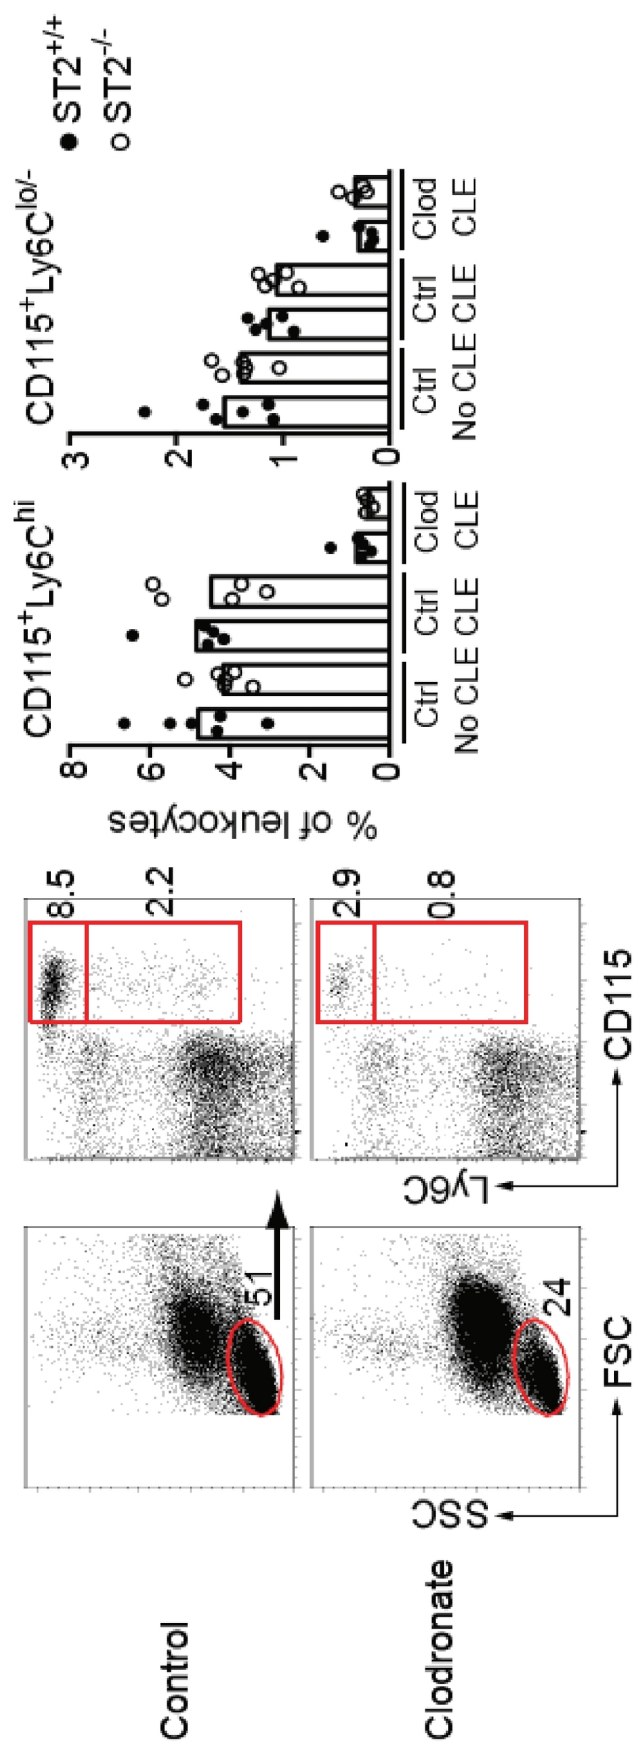 Control
Clodronate
SSC
FSC
51
24
Ly6C
CD115
8.5
2.2
2.9
0.8
% of leukocytes
CD115+Ly6Chi
8
6
4
2
0
Ctrl Ctrl Clod
No CLE CLE CLE
CD115+Ly6Clo/-
3
2
1
0
Ctrl Ctrl Clod
No CLE CLE CLE
● ST2+/+
○ ST2-/-